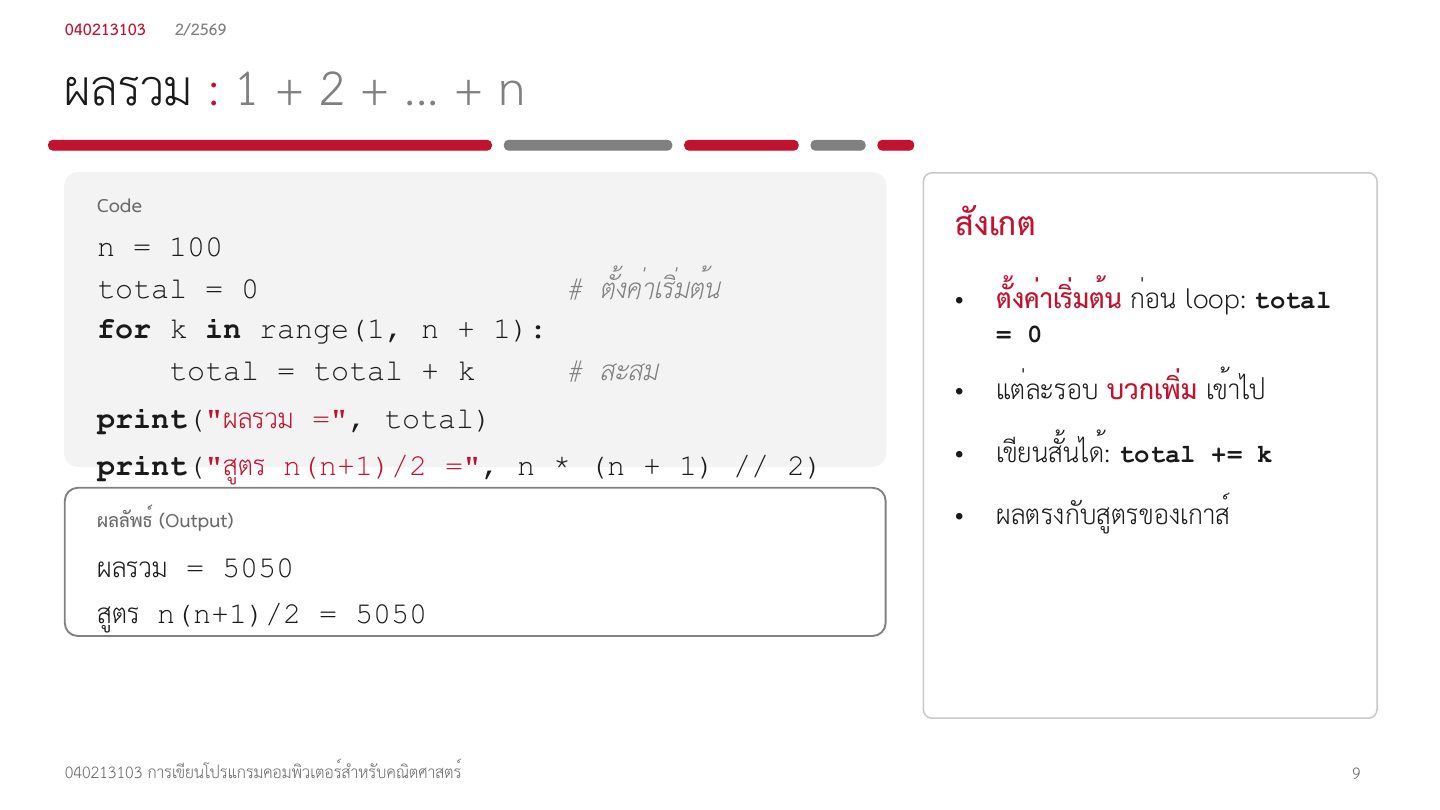 040213103 2/2569
ผลรวม : 1 + 2 + … + n
Code
n = 100
total = 0 # ตั้งค่าเริ่มต้น
for k in range(1, n + 1):
    total = total + k # สะสม
print("ผลรวม =", total)
print("สูตร n(n+1)/2 =", n * (n + 1) // 2)
ผลลัพธ์ (Output)
ผลรวม = 5050
สูตร n(n+1)/2 = 5050
สังเกต
• ตั้งค่าเริ่มต้น ก่อน loop: total
= 0
• แต่ละรอบ บวกเพิ่ม เข้าไป
• เขียนสั้นได้: total += k
• ผลตรงกับสูตรของเกาส์
040213103 การเขียนโปรแกรมคอมพิวเตอร์สำหรับคณิตศาสตร์ 9